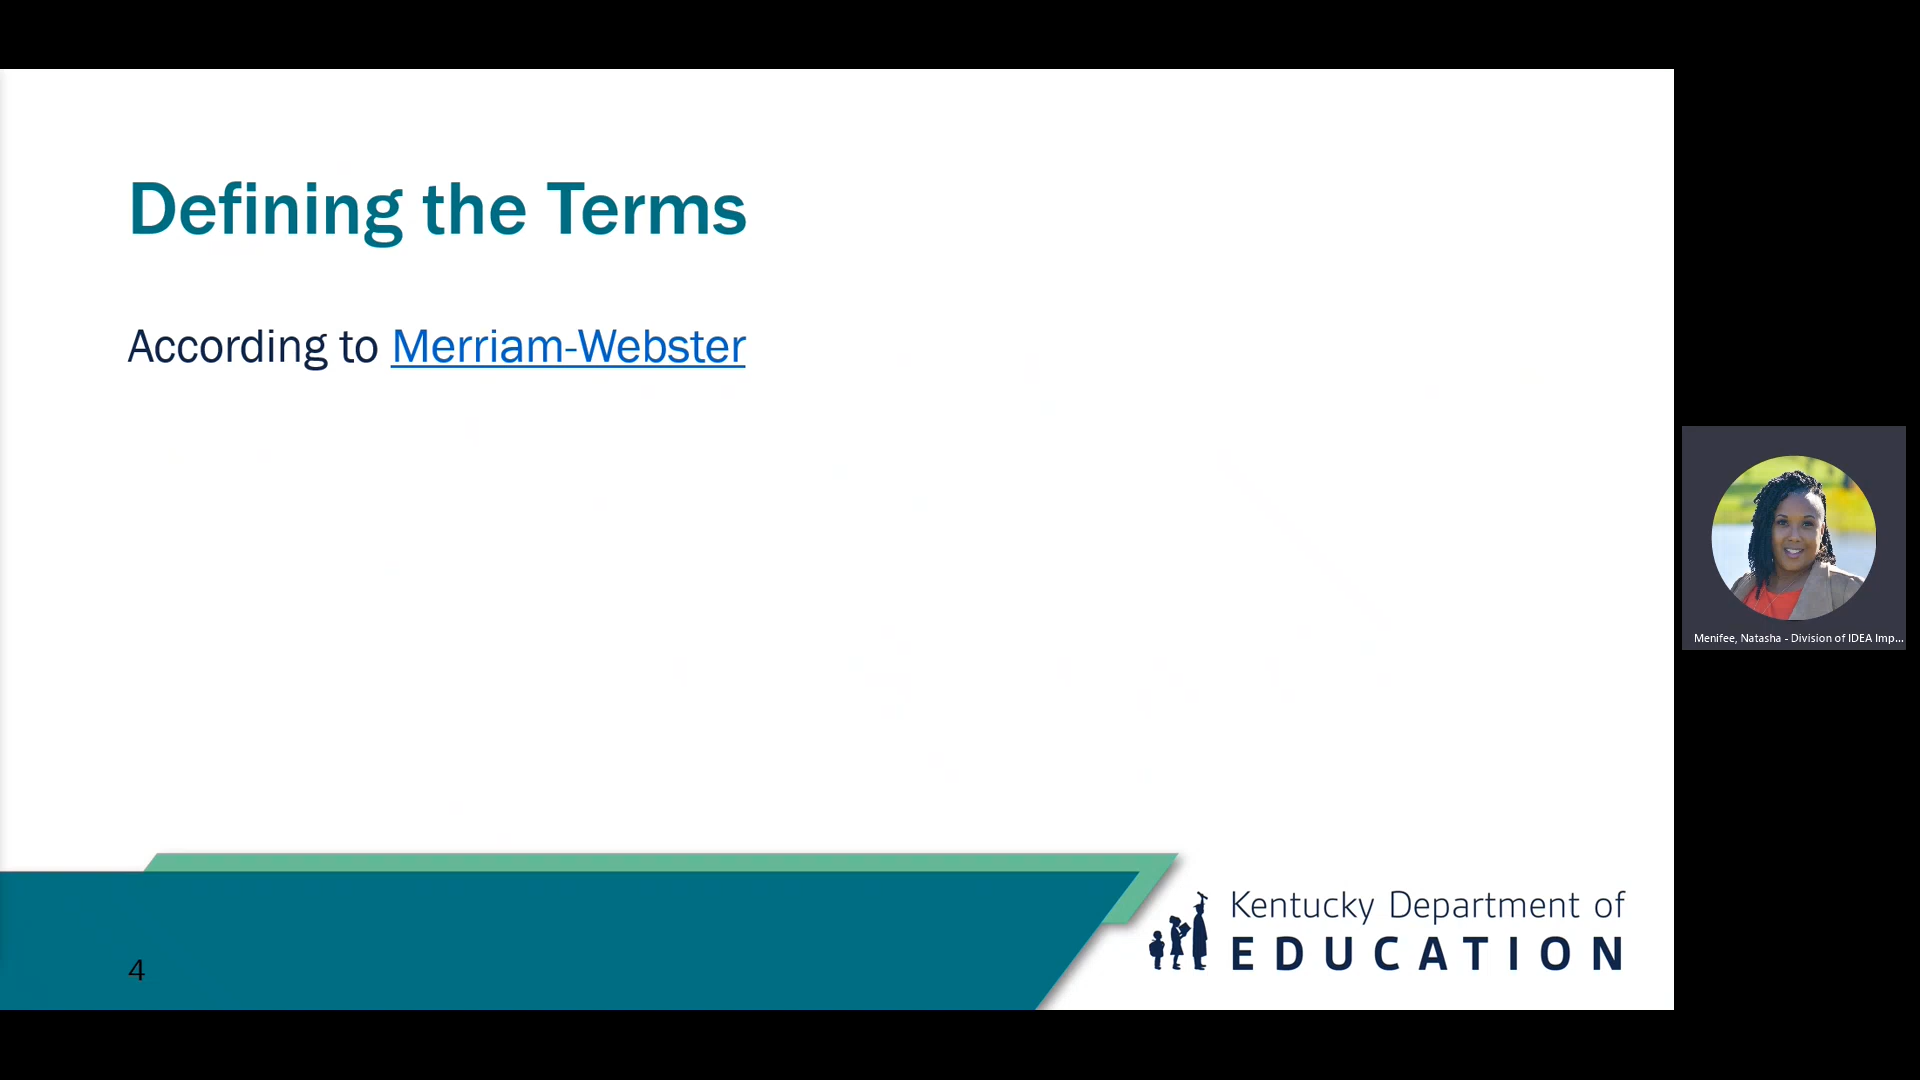 Defining the Terms
According to Merriam-Webster
Menifee, Natasha - Division of IDEA Imp...
Kentucky Department of
EDUCATION
4